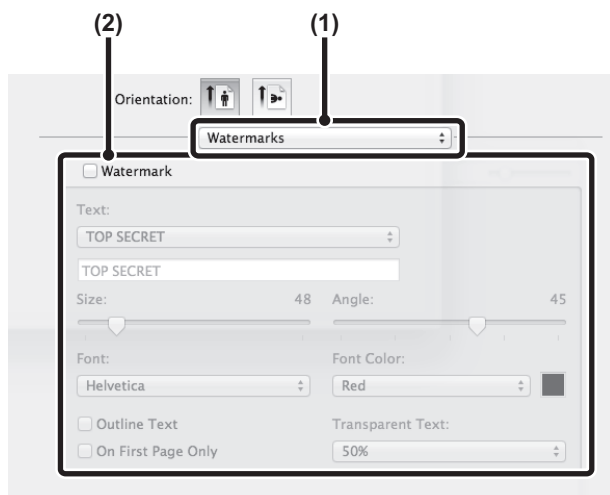 (2) (1)
Orientation:
Watermarks
Watermark
Text:
TOP SECRET
TOP SECRET
Size: 48 Angle: 45
Font: Font Color:
Helvetica Red
Outline Text Transparent Text:
On First Page Only 50%